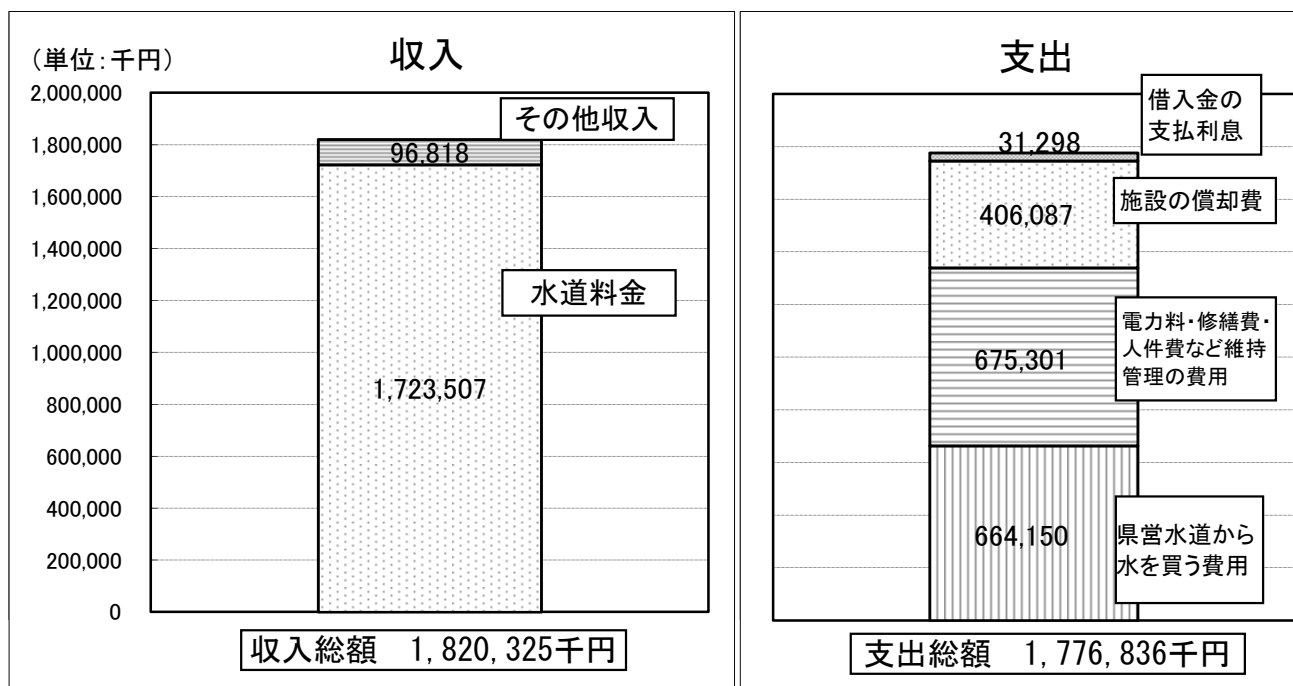 収入
(単位:千円)
2,000,000
1,800,000
1,600,000
1,400,000
1,200,000
1,000,000
800,000
600,000
400,000
200,000
0
その他収入
96,818
水道料金
1,723,507
収入総額 1,820,325千円
支出
借入金の
支払利息
31,298
施設の償却費
406,087
電力料・修繕費・
人件費など維持
管理の費用
675,301
県営水道から
水を買う費用
664,150
支出総額 1,776,836千円